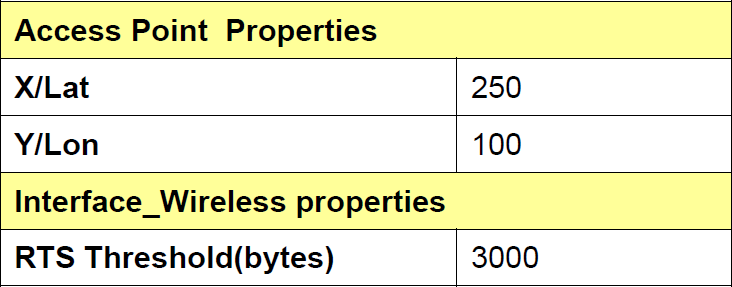 Access Point Properties
X/Lat 250
Y/Lon 100
Interface_Wireless properties
RTS Threshold(bytes) 3000